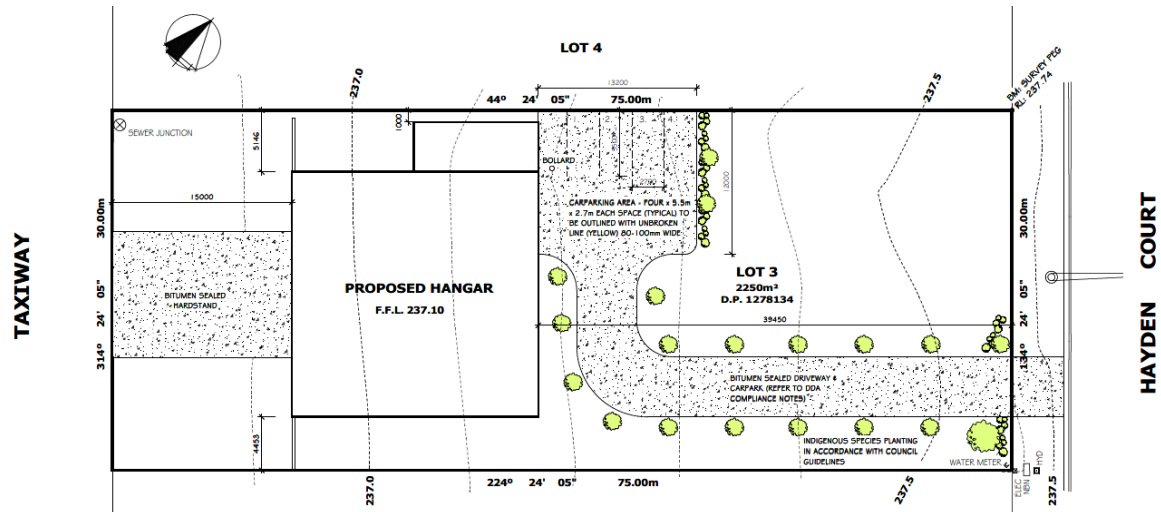 LOT 4
BM: SURVEY PEG
RL: 237.74
237.0
13200
237.5
44º 24' 05" 75.00m
1000
SEWER JUNCTION
5146
1
2
3
4
BOLLARD
12000
15000
2700
CARPARKING AREA - FOUR x 5.5m
x 2.7m EACH SPACE (TYPICAL) TO
BE OUTLINED WITH UNBROKEN
LINE (YELLOW) 80-100mm WIDE
TAXIWAY
314º 24' 05" 30.00m
BITUMEN SEALED
HARDSTAND
PROPOSED HANGAR
F.F.L. 237.10
LOT 3
2250m²
D.P. 1278134
39450
134º 24' 05" 30.00m
HAYDEN COURT
BITUMEN SEALED DRIVEWAY &
CARPARK (REFER TO DDA
COMPLIANCE NOTES)
4453
INDIGENOUS SPECIES PLANTING
IN ACCORDANCE WITH COUNCIL
GUIDELINES
WATER METER
ELEC
NBN
HYD
237.0
224º 24' 05" 75.00m
237.5
237.5